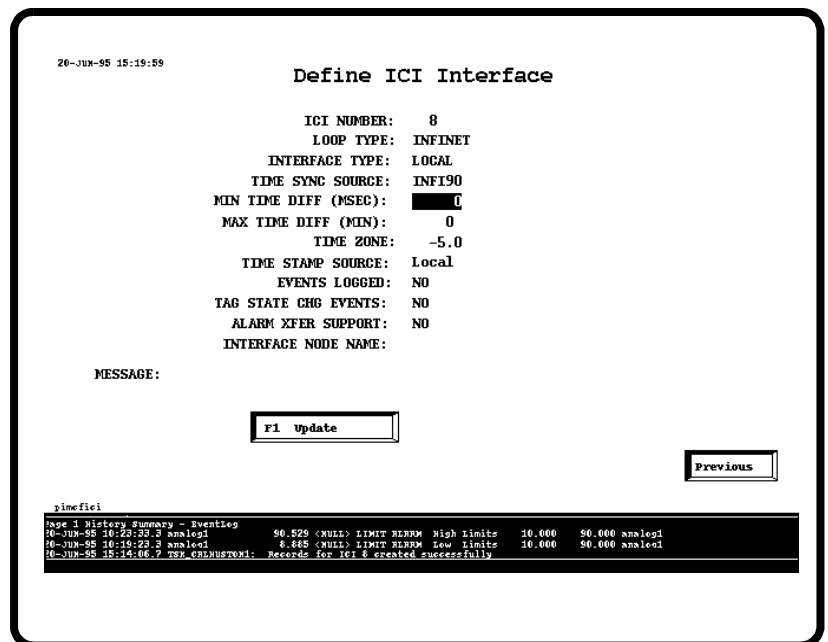 20-JUN-95 15:19:59
Define ICI Interface
ICI NUMBER: 8
LOOP TYPE: INFINET
INTERFACE TYPE: LOCAL
TIME SYNC SOURCE: INFI90
MIN TIME DIFF (MSEC): 0
MAX TIME DIFF (MIN): 0
TIME ZONE: -5.0
TIME STAMP SOURCE: Local
EVENTS LOGGED: NO
TAG STATE CHG EVENTS: NO
ALARM XFER SUPPORT: NO
INTERFACE NODE NAME:
MESSAGE:
F1 Update
Previous
pimcfici
Page 1 History Summary - EventLog
20-JUN-95 10:23:33.3 analog1 90.529 <NULL> LIMIT ALARM High Limits 10.000 90.000 analog1
20-JUN-95 10:19:23.3 analog1 8.885 <NULL> LIMIT ALARM Low Limits 10.000 90.000 analog1
20-JUN-95 15:14:06.7 Records for ICI 8 created successfully